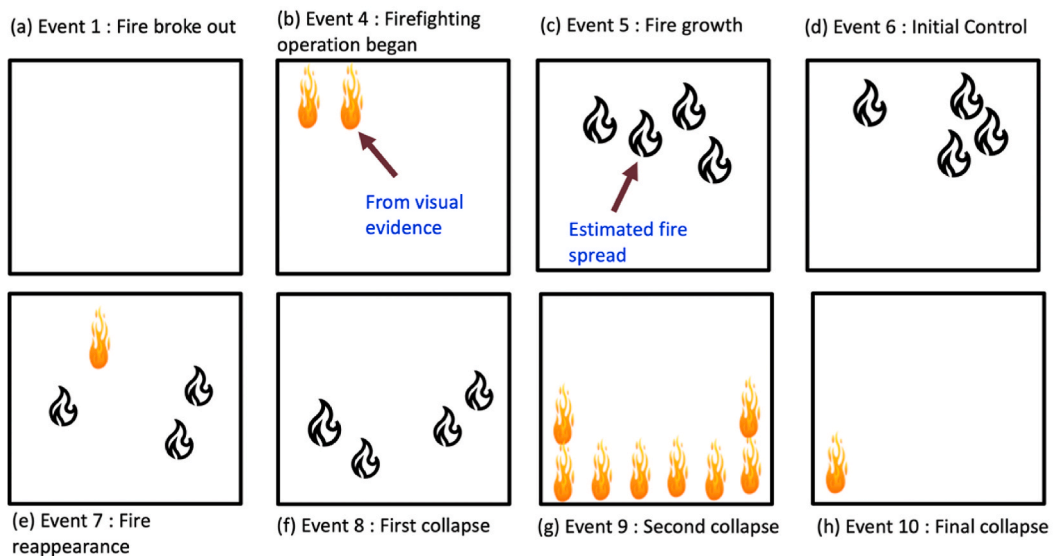 (a) Event 1 : Fire broke out
(b) Event 4 : Firefighting
operation began
(c) Event 5 : Fire growth
(d) Event 6 : Initial Control
From visual
evidence
Estimated fire
spread
(e) Event 7 : Fire
reappearance
(f) Event 8 : First collapse
(g) Event 9 : Second collapse
(h) Event 10 : Final collapse